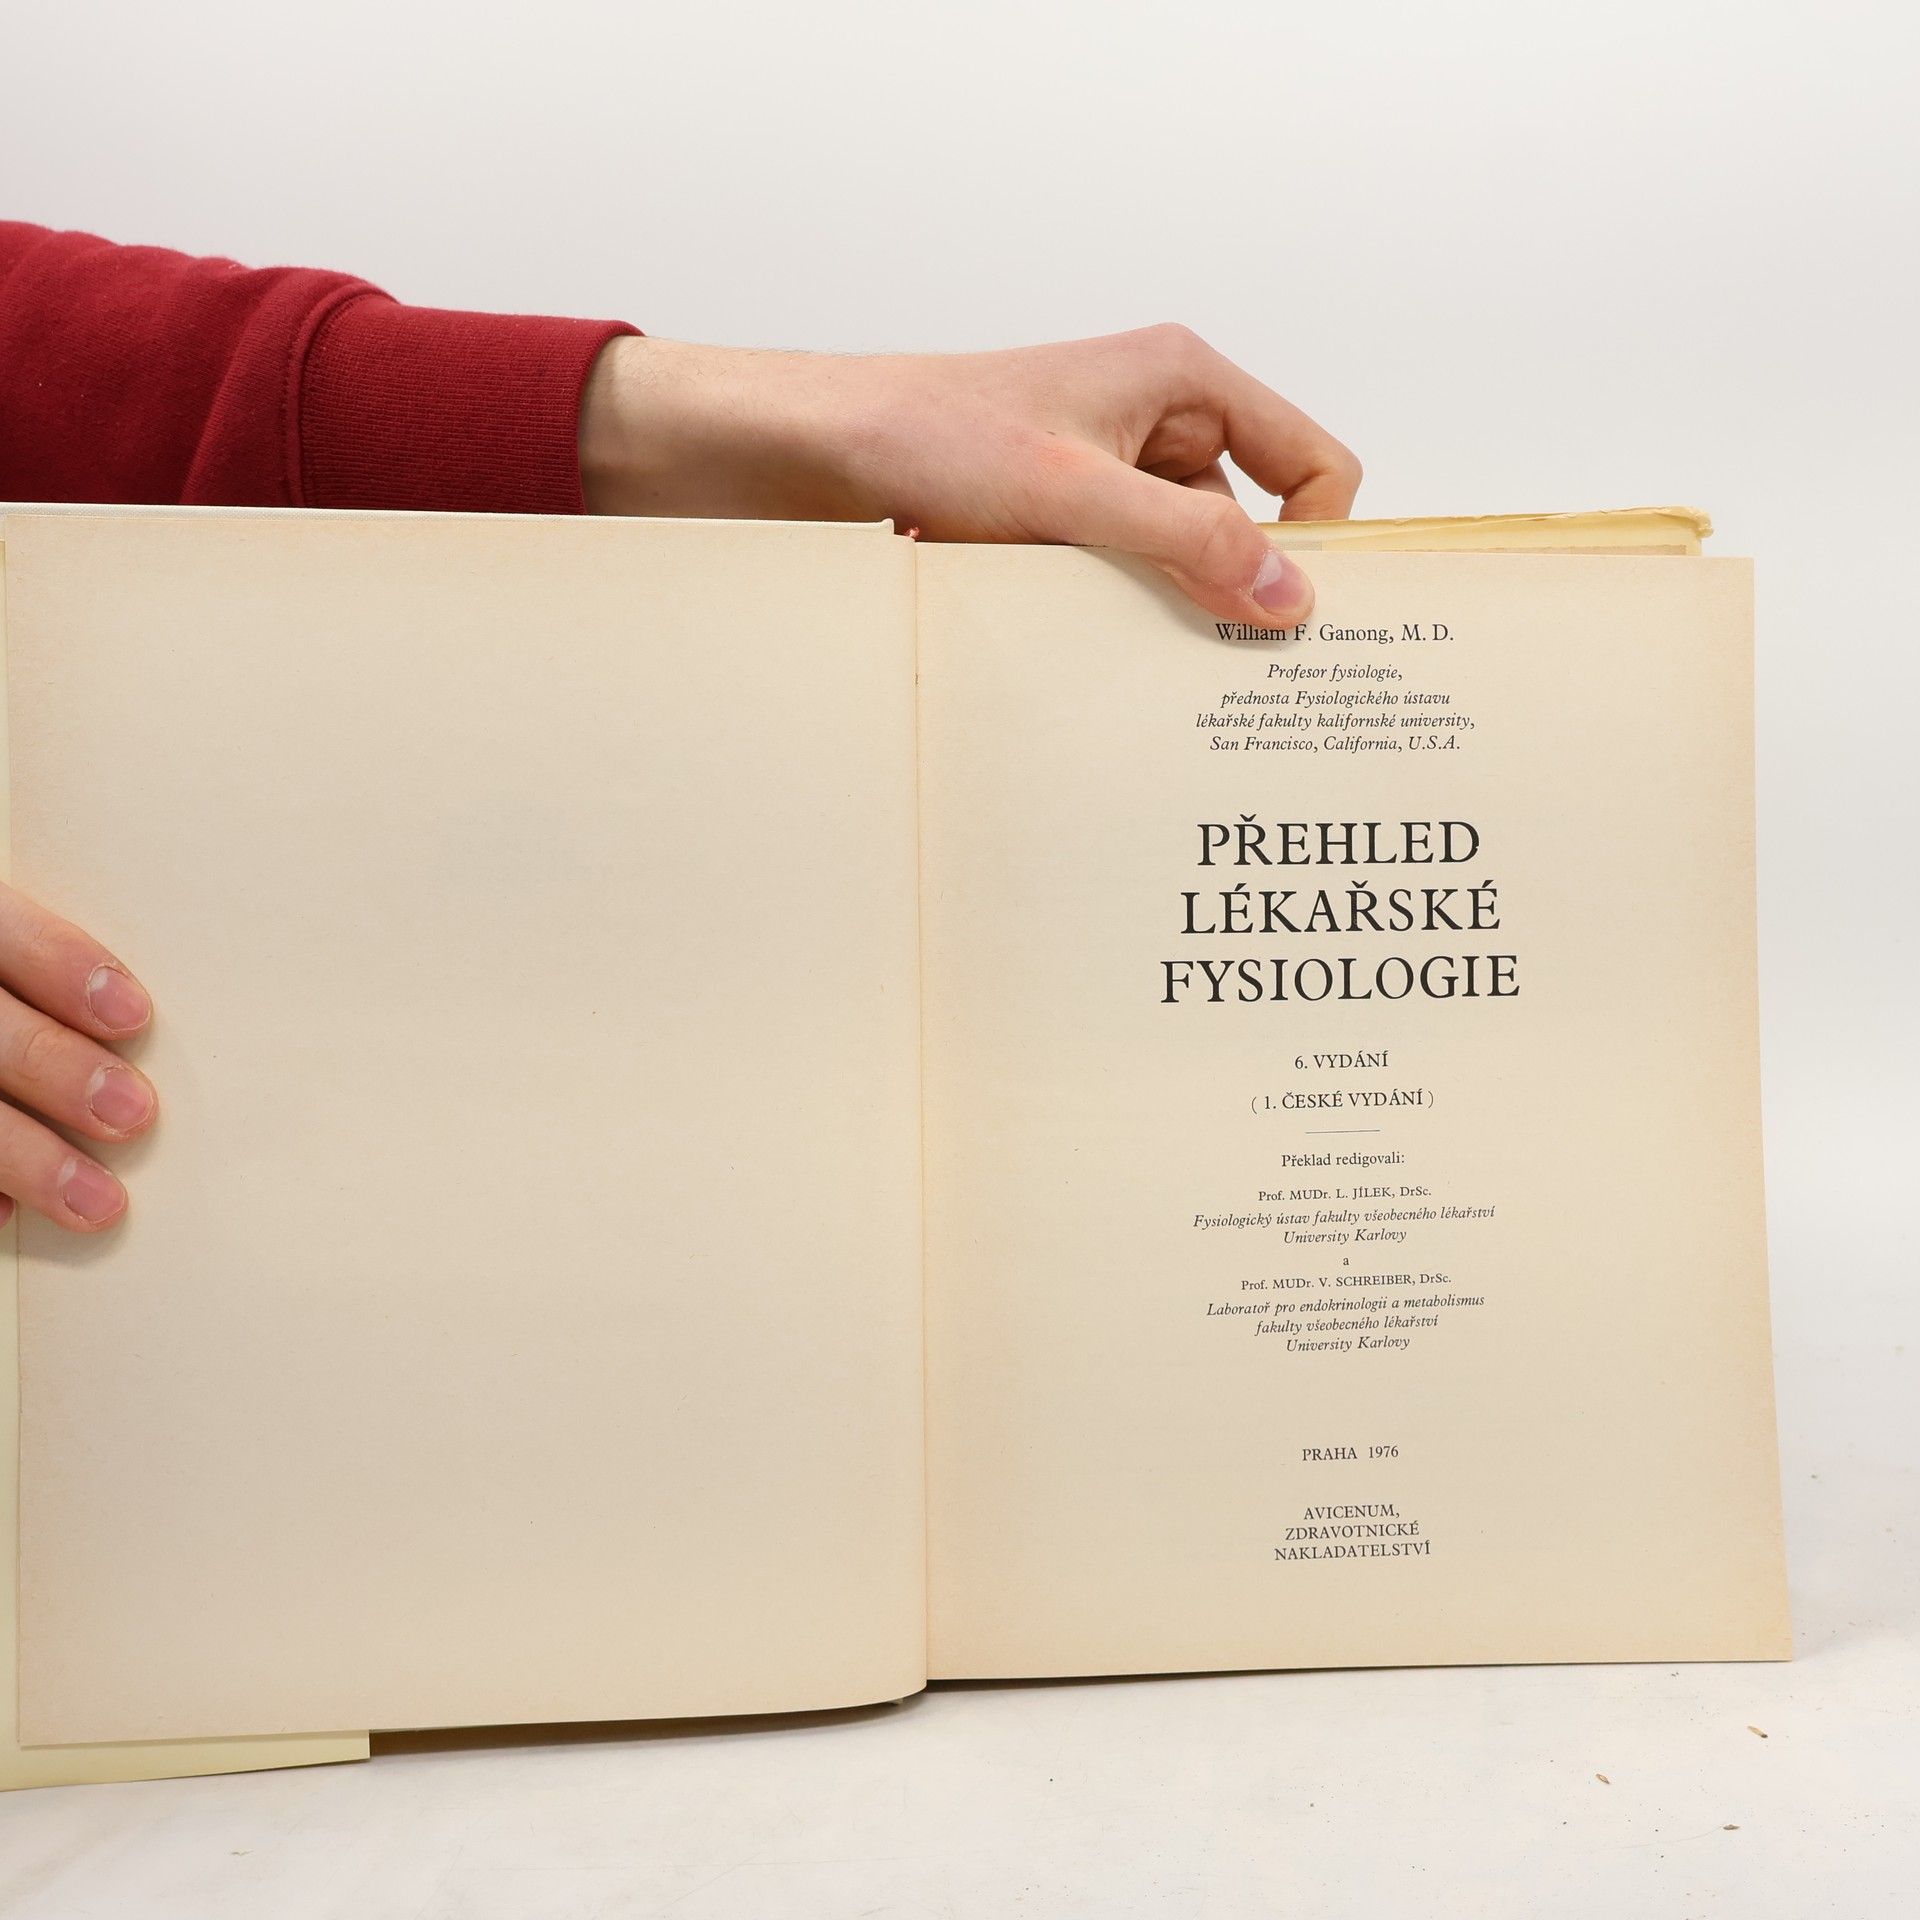 William F. Ganong, M. D.
Profesor fysiologie,
přednosta Fysiologického ústavu
lékařské fakulty kalifornské university,
San Francisco, California, U.S.A.
PŘEHLED
LÉKAŘSKÉ
FYSIOLOGIE
6. VYDÁNÍ
( 1. ČESKÉ VYDÁNÍ )
Překlad redigovali:
Prof. MUDr. L. JÍLEK, DrSc.
Fysiologický ústav fakulty všeobecného lékařství
University Karlovy
a
Prof. MUDr. V. SCHREIBER, DrSc.
Laboratoř pro endokrinologii a metabolismus
fakulty všeobecného lékařství
University Karlovy
PRAHA 1976
AVICENUM,
ZDRAVOTNICKÉ
NAKLADATELSTVÍ